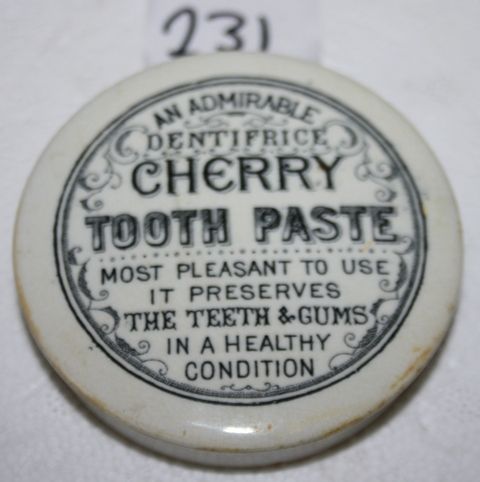 231
AN ADMIRABLE
DENTIFRICE
CHERRY
TOOTH PASTE
MOST PLEASANT TO USE
IT PRESERVES
THE TEETH & GUMS
IN A HEALTHY
CONDITION